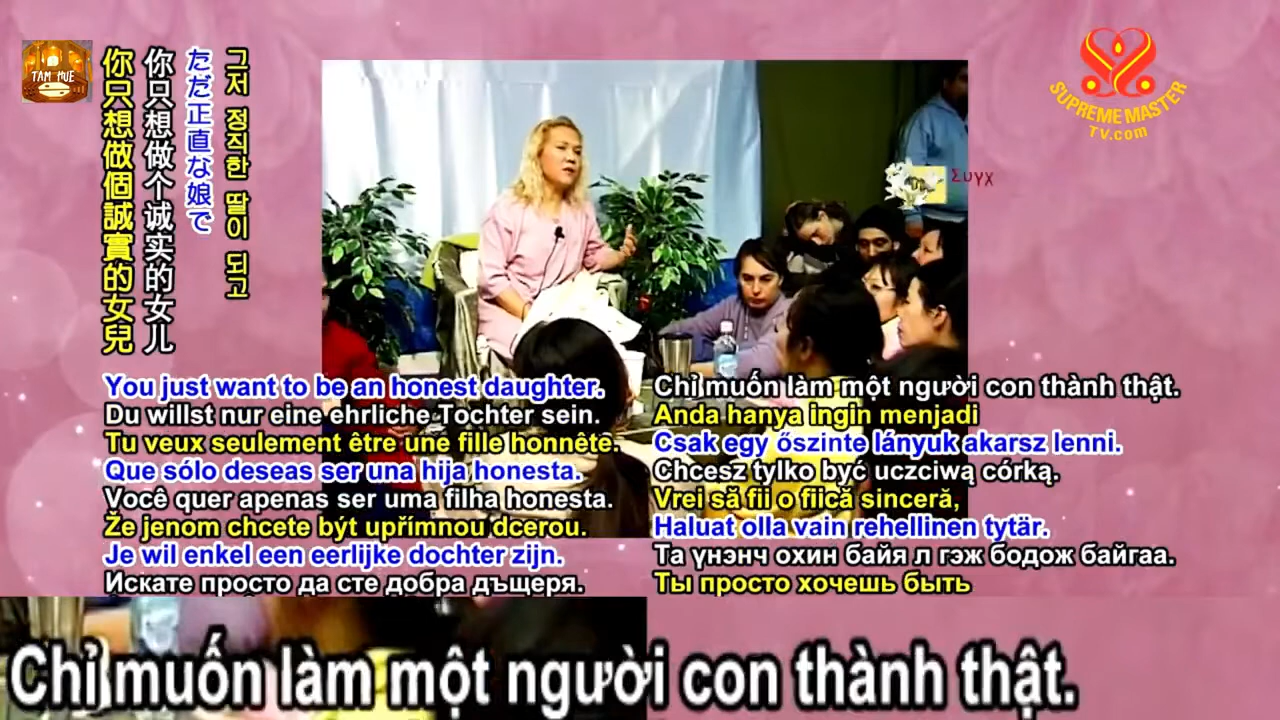 TAM HUE
你只想做個誠實的女兒
你只想做个诚实的女儿
ただ正直な娘で
그저 정직한 딸이 되고
SUPREME MASTER
TV.com
Συγχ
You just want to be an honest daughter.
Du willst nur eine ehrliche Tochter sein.
Tu veux seulement être une fille honnête.
Que sólo deseas ser una hija honesta.
Você quer apenas ser uma filha honesta.
Že jenom chcete být upřímnou dcerou.
Je wil enkel een eerlijke dochter zijn.
Искате просто да сте добра дъщеря.
Chỉ muốn làm một người con thành thật.
Anda hanya ingin menjadi
Csak egy őszinte lányuk akarsz lenni.
Chcesz tylko być uczciwą córką.
Vrei să fii o fiică sinceră,
Haluat olla vain rehellinen tytär.
Та үнэнч охин байя л гэж бодож байгаа.
Ты просто хочешь быть
Chỉ muốn làm một người con thành thật.